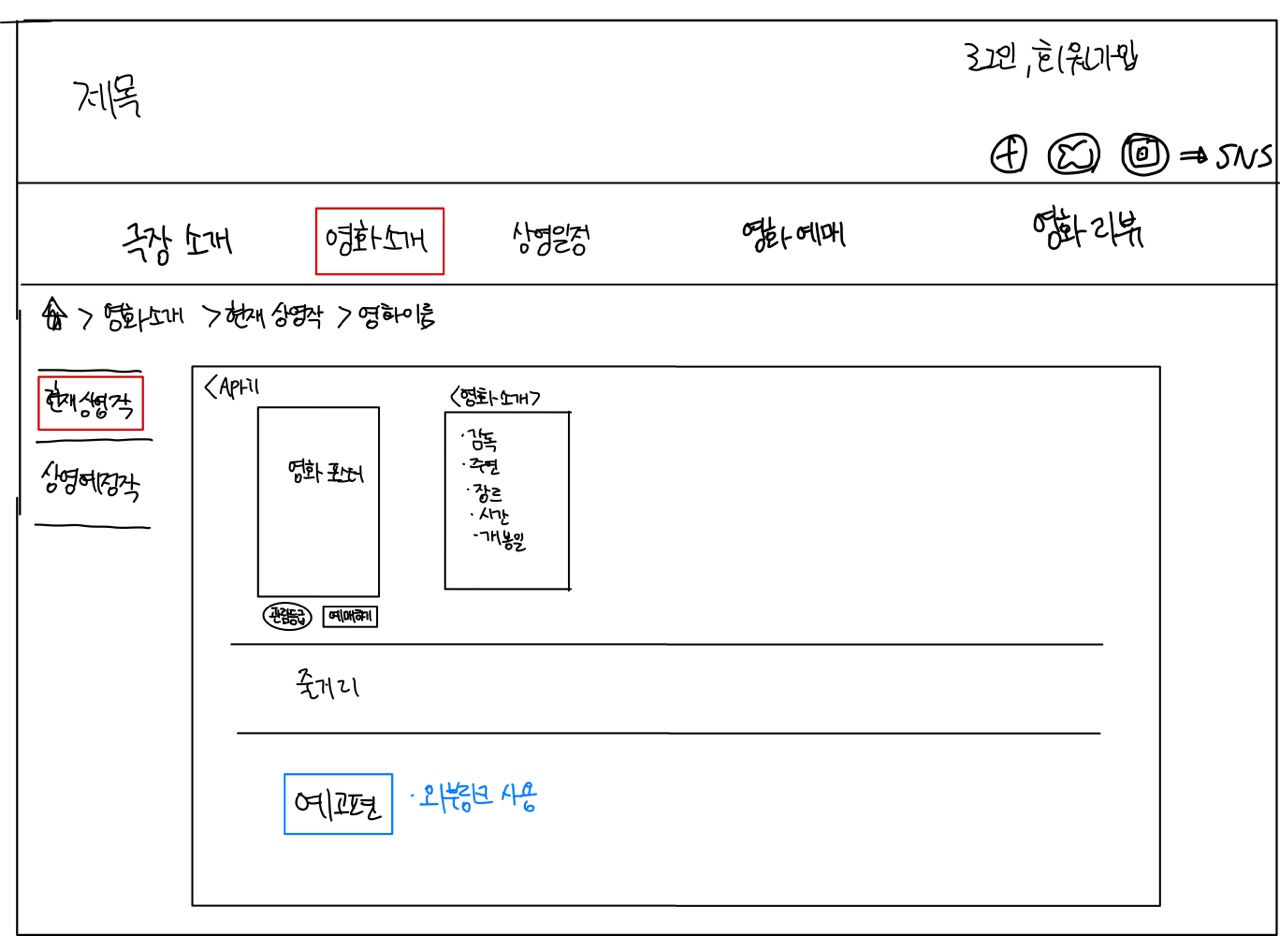 로그인, 회원가입
제목
f ⇒ SNS
극장 소개 영화소개 상영일정 영화예매 영화리뷰
> 영화소개 > 현재 상영작 > 영화이름
현재상영작
상영예정작
<April
<영화소개>
영화 포스터
·감독
·주연
·장르
·시간
·개봉일
관람등급 예매하기
줄거리
예고편 ·외부링크 사용